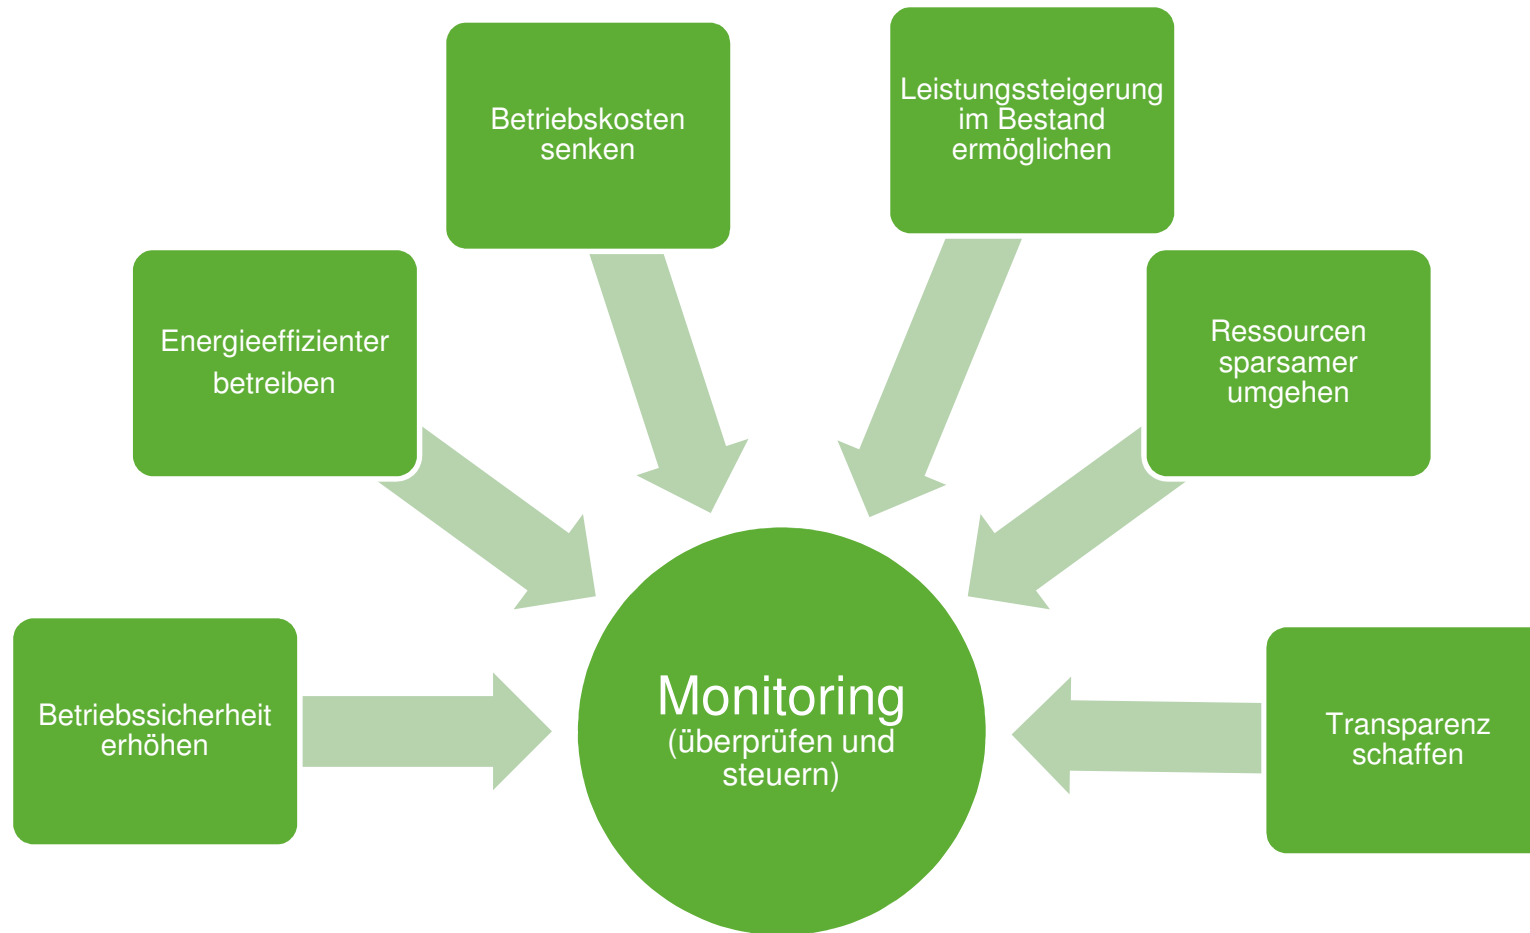 Betriebskosten
senken
Leistungssteigerung
im Bestand
ermöglichen
Energieeffizienter
betreiben
Ressourcen
sparsamer
umgehen
Betriebssicherheit
erhöhen
Monitoring
(überprüfen und
steuern)
Transparenz
schaffen